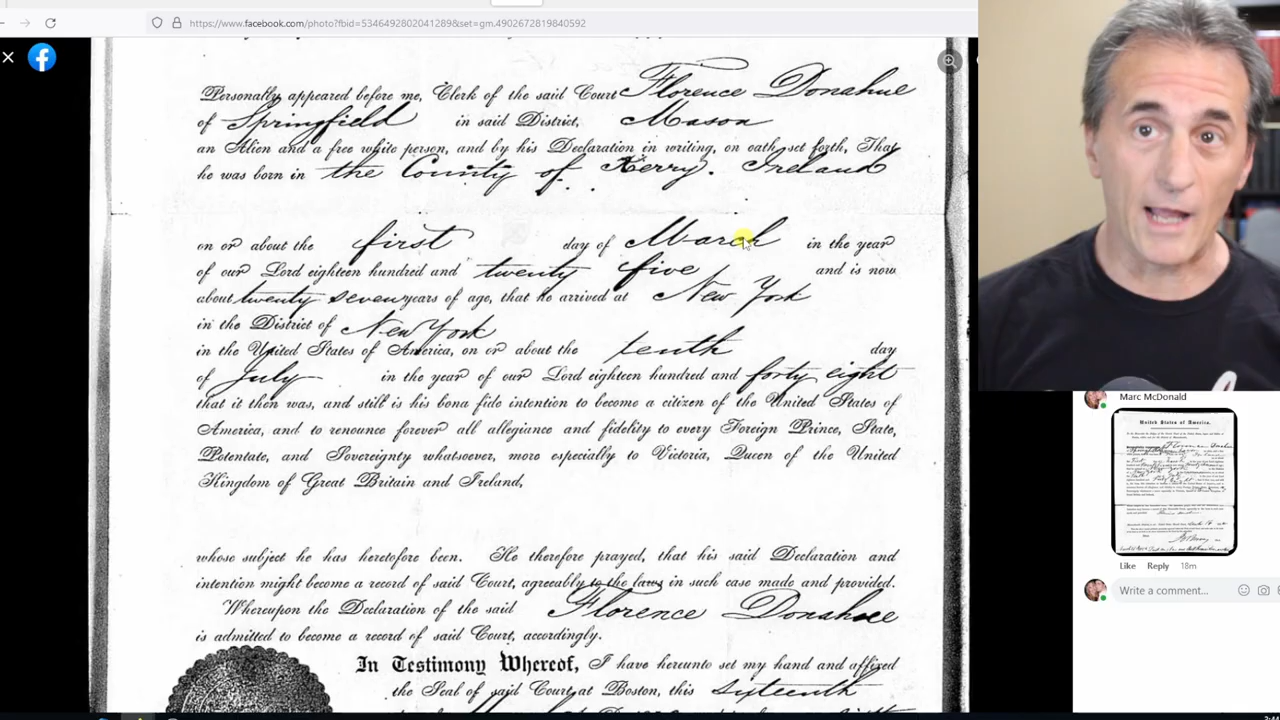 https://www.facebook.com/photo?fbid=5346492802041289&set=gm.4902672819840592
Personally appeared before me, Clerk of the said Court Florence Donahue
of Springfield in said District, Mason
an Alien and a free white person, and by his Declaration in writing, on oath set forth, That
he was born in the County of Kerry. Ireland
on or about the first day of March in the year
of our Lord eighteen hundred and twenty five and is now
about twenty seven years of age, that he arrived at New York
in the District of New York
in the United States of America, on or about the tenth day
of July in the year of our Lord eighteen hundred and forty eight
that it then was, and still is his bona fide intention to become a citizen of the United States of
America, and to renounce forever all allegiance and fidelity to every Foreign Prince, State,
Potentate, and Sovereignty whatsoever more especially to Victoria, Queen of the United
Kingdom of Great Britain
whose subject he has heretofore been. He therefore prayed, that his said Declaration and
intention might become a record of said Court, agreeably to the laws in such case made and provided.
Whereupon the Declaration of the said Florence Donahue
is admitted to become a record of said Court, accordingly.
In Testimony Whereof, I have hereunto set my hand and affixed
the Seal of said Court at Boston, this sixteenth
Marc McDonald
United States of America.
Like Reply 18m
Write a comment…